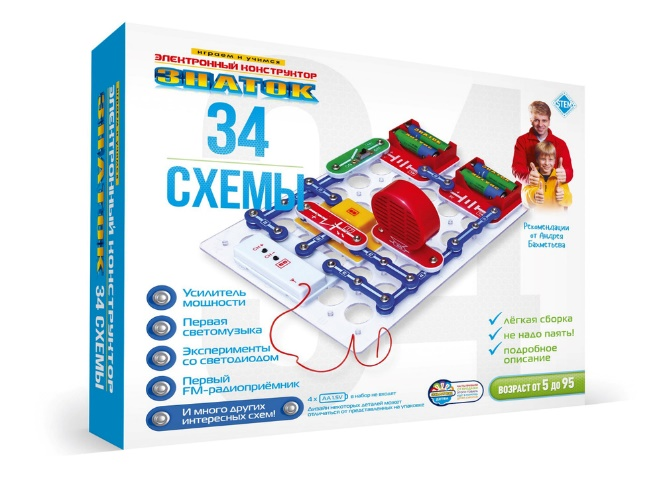 играем и учимся
ЭЛЕКТРОННЫЙ КОНСТРУКТОР
ЗНАТОК
34
СХЕМЫ
STEM
Рекомендации
от Андрея
Бахметьева
Усилитель
мощности
Первая
светомузыка
Эксперименты
со светодиодом
Первый
FM-радиоприёмник
И много других
интересных схем!
лёгкая сборка
не надо паять!
подробное
описание
4x AA 1,5V в набор не входят
Дизайн некоторых деталей может
отличаться от представленных на упаковке
ВОЗРАСТ ОТ 5 ДО 95
играем и учимся
ЭЛЕКТРОННЫЙ КОНСТРУКТОР
ЗНАТОК
34 СХЕМЫ